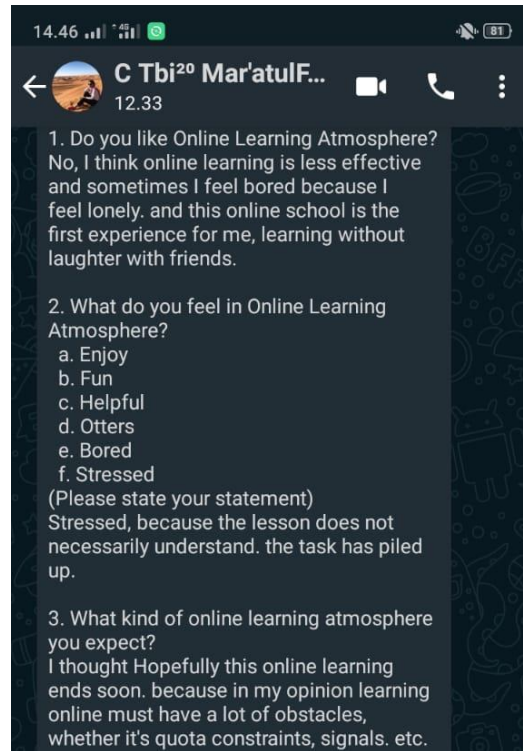 14.46 4G 81
C Tbi²⁰ Mar'atulF...
12.33
1. Do you like Online Learning Atmosphere?
No, I think online learning is less effective
and sometimes I feel bored because I
feel lonely. and this online school is the
first experience for me, learning without
laughter with friends.
2. What do you feel in Online Learning
Atmosphere?
a. Enjoy
b. Fun
c. Helpful
d. Otters
e. Bored
f. Stressed
(Please state your statement)
Stressed, because the lesson does not
necessarily understand. the task has piled
up.
3. What kind of online learning atmosphere
you expect?
I thought Hopefully this online learning
ends soon. because in my opinion learning
online must have a lot of obstacles,
whether it's quota constraints, signals. etc.